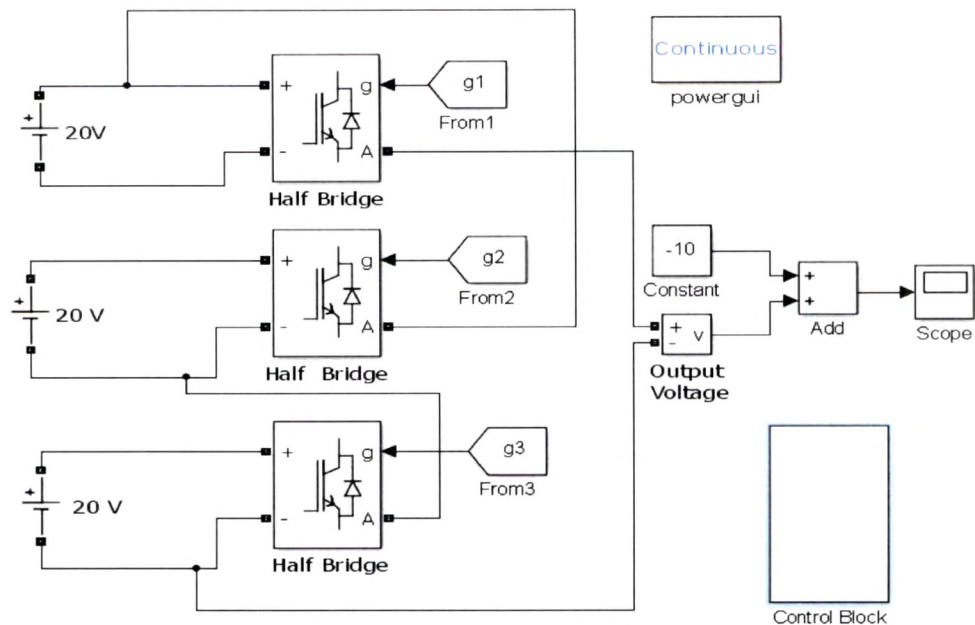 Continuous
powergui
+
20V
+
-
g
A
Half Bridge
g1
From1
+
20 V
+
-
g
A
Half Bridge
g2
From2
-10
Constant
+
+
Add
Scope
+
-
v
Output
Voltage
+
20 V
+
-
g
A
Half Bridge
g3
From3
Control Block